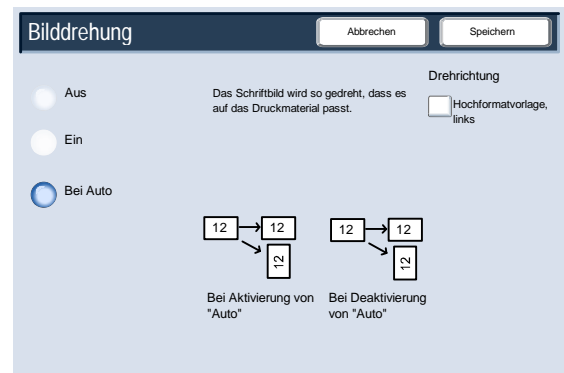 Bilddrehung
Abbrechen
Speichern
Aus
Ein
Bei Auto
Das Schriftbild wird so gedreht, dass es
auf das Druckmaterial passt.
Drehrichtung
Hochformatvorlage,
links
12 12
12
12 12
12
Bei Aktivierung von
"Auto"
Bei Deaktivierung
von "Auto"